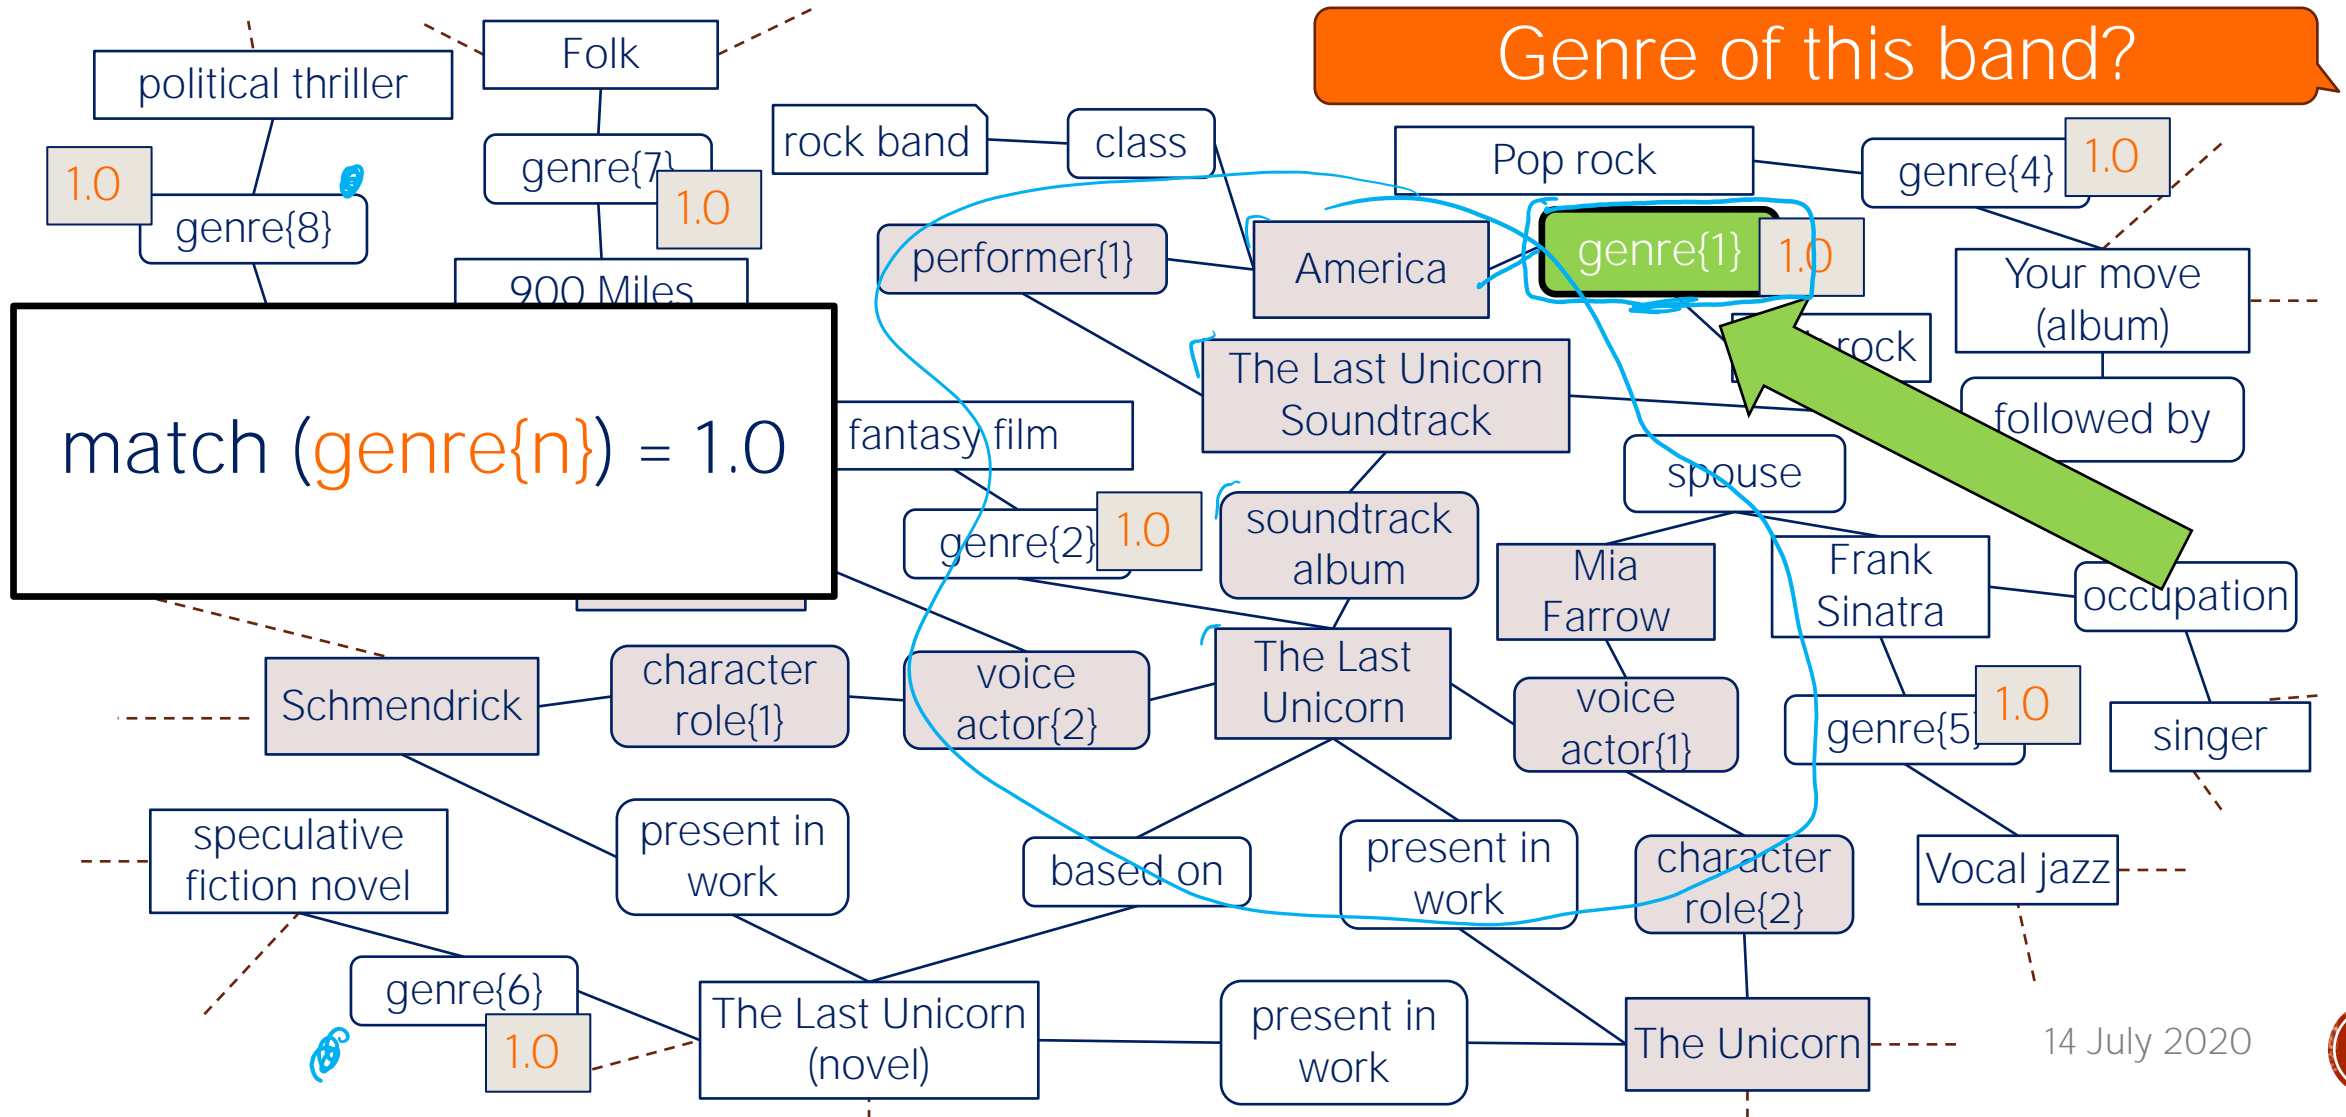 Genre of this band?
political thriller
Folk
rock band
class
Pop rock
genre{4}
1.0
1.0
genre{8}
genre{7}
1.0
performer{1}
America
genre{1}
1.0
Your move
(album)
900 Miles
rock
The Last Unicorn
Soundtrack
followed by
match (genre{n}) = 1.0
fantasy film
spouse
genre{2}
1.0
soundtrack
album
Mia
Farrow
Frank
Sinatra
occupation
Schmendrick
character
role{1}
voice
actor{2}
The Last
Unicorn
voice
actor{1}
genre{5}
1.0
singer
speculative
fiction novel
present in
work
based on
present in
work
character
role{2}
Vocal jazz
genre{6}
1.0
The Last Unicorn
(novel)
present in
work
The Unicorn
14 July 2020